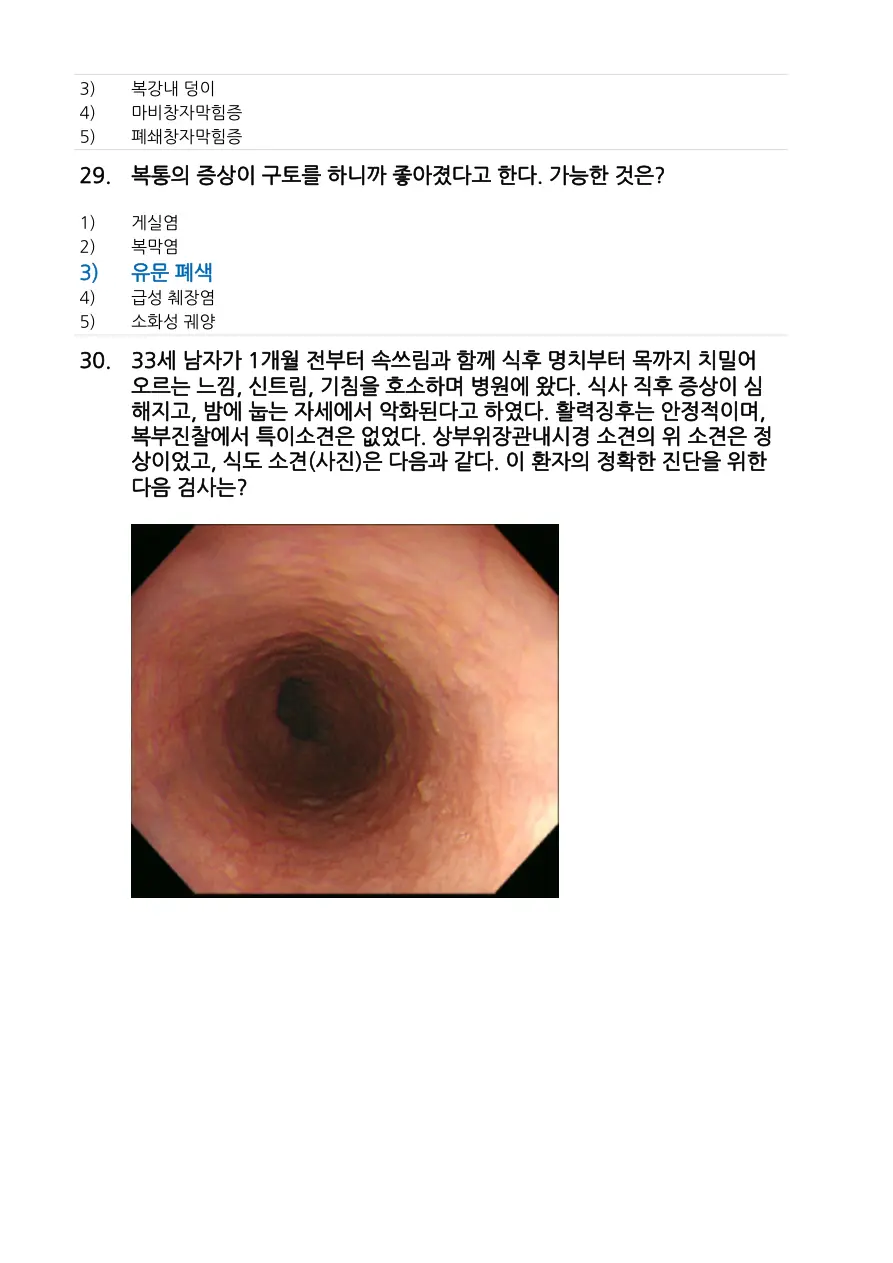 3) 복강내 덩이
4) 마비창자막힘증
5) 폐쇄창자막힘증
29. 복통의 증상이 구토를 하니까 좋아졌다고 한다. 가능한 것은?
1) 게실염
2) 복막염
3) 유문 폐색
4) 급성 췌장염
5) 소화성 궤양
30. 33세 남자가 1개월 전부터 속쓰림과 함께 식후 명치부터 목까지 치밀어
오르는 느낌, 신트림, 기침을 호소하며 병원에 왔다. 식사 직후 증상이 심
해지고, 밤에 눕는 자세에서 악화된다고 하였다. 활력징후는 안정적이며,
복부진찰에서 특이소견은 없었다. 상부위장관내시경 소견의 위 소견은 정
상이었고, 식도 소견(사진)은 다음과 같다. 이 환자의 정확한 진단을 위한
다음 검사는?